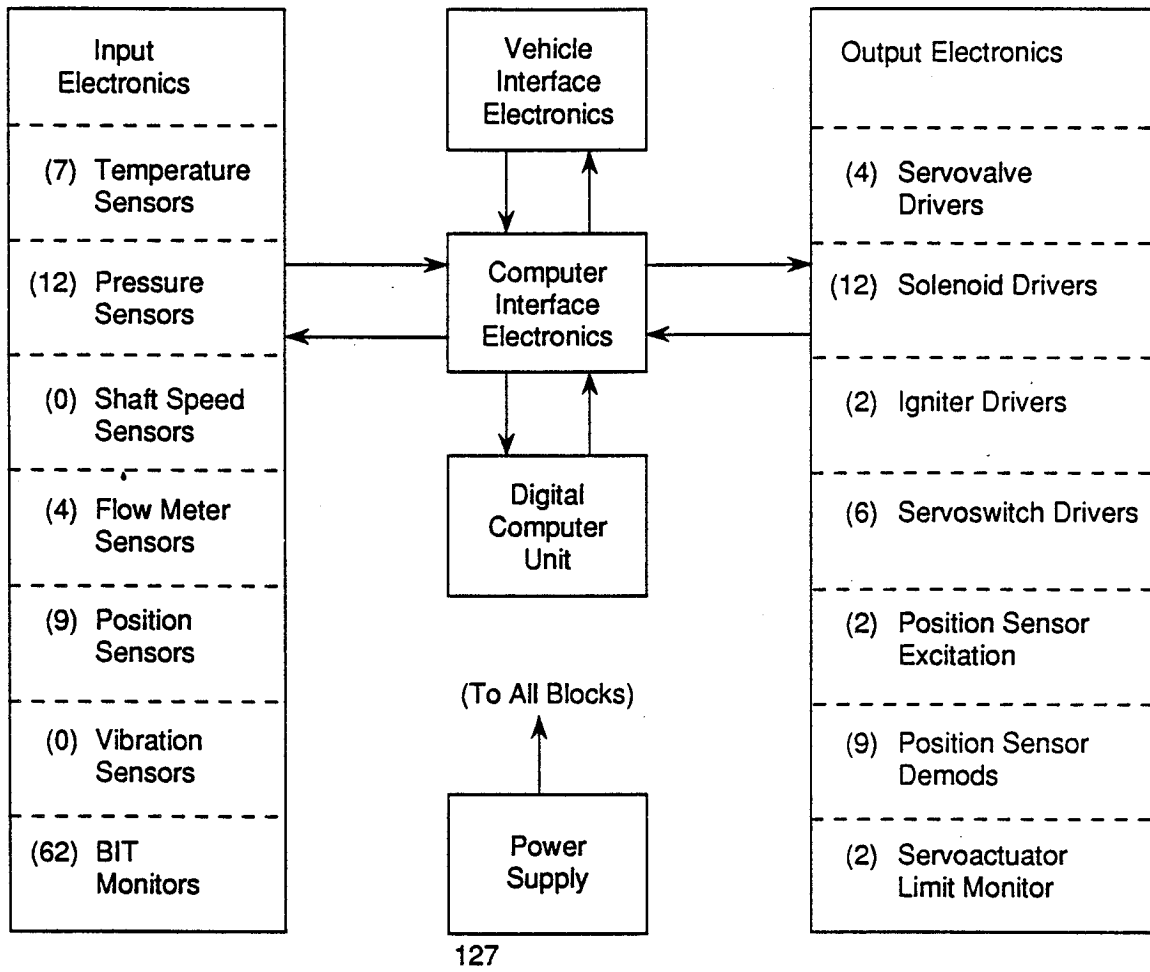 Input
Electronics
(7) Temperature
Sensors
(12) Pressure
Sensors
(0) Shaft Speed
Sensors
(4) Flow Meter
Sensors
(9) Position
Sensors
(0) Vibration
Sensors
(62) BIT
Monitors
Vehicle
Interface
Electronics
Computer
Interface
Electronics
Digital
Computer
Unit
(To All Blocks)
Power
Supply
Output Electronics
(4) Servovalve
Drivers
(12) Solenoid Drivers
(2) Igniter Drivers
(6) Servoswitch Drivers
(2) Position Sensor
Excitation
(9) Position Sensor
Demods
(2) Servoactuator
Limit Monitor
127